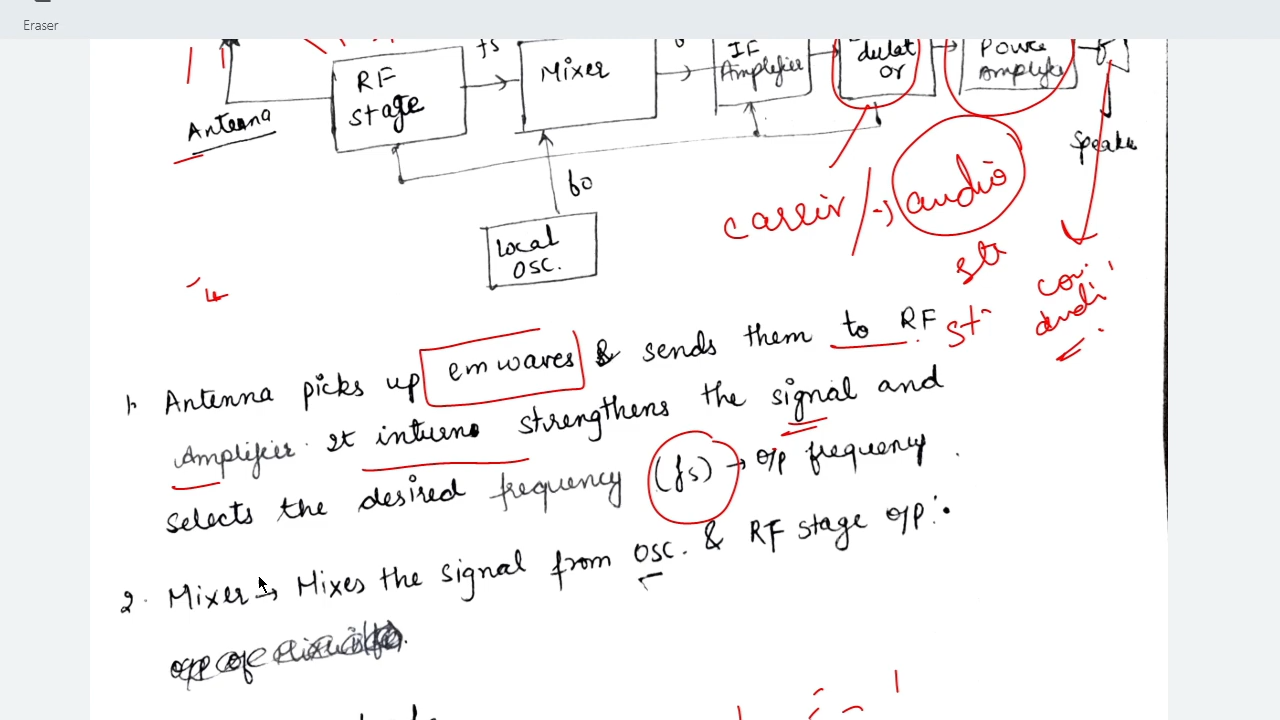 Eraser
fs
RF
stage
Mixer
IF
Amplifier
dulat
or
Power
Amplifier
Antenna
Speaker
fo
Local
OSC.
carrier → audio
1. Antenna picks up em waves & sends them to RF
Amplifier. It inturn strengthens the signal and
selects the desired frequency (fs) → o/p frequency
2. Mixer → Mixes the signal from OSC. & RF stage o/p.